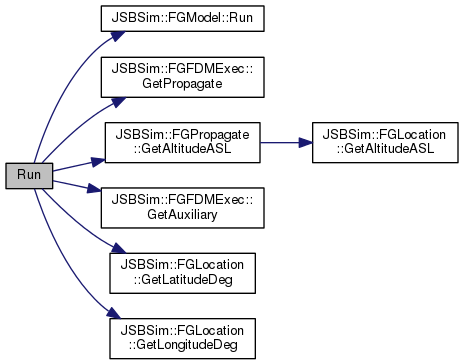 JSBSim::FGModel::Run
JSBSim::FGFDMExec::
GetPropagate
JSBSim::FGPropagate
::GetAltitudeASL
JSBSim::FGLocation
::GetAltitudeASL
Run
JSBSim::FGFDMExec::
GetAuxiliary
JSBSim::FGLocation
::GetLatitudeDeg
JSBSim::FGLocation
::GetLongitudeDeg